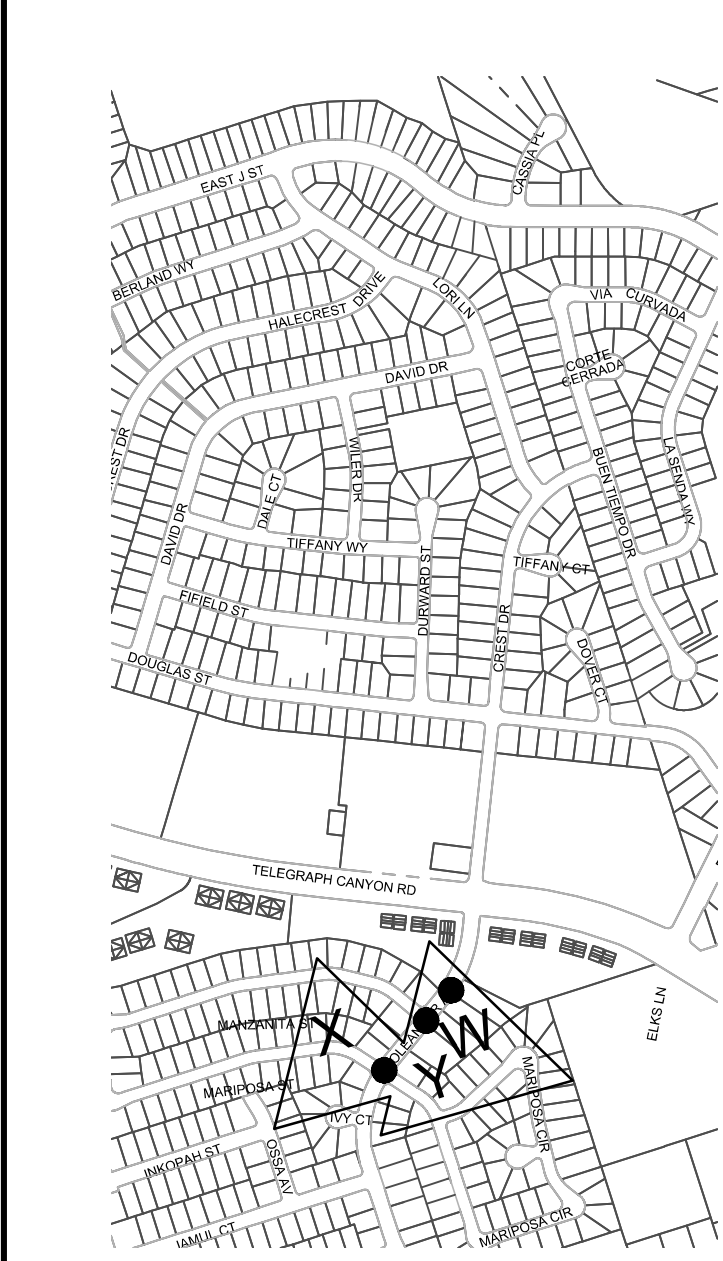 CASSIA PL
EAST J ST
BERLAND WY
LORI LN
VIA CURVADA
HALECREST DRIVE
CORTE
CERRADA
DAVID DR
REST DR
WILER DR
LA SENDA WY
BUEN TIEMPO DR
DALE CT
DAVID DR
TIFFANY WY
TIFFANY CT
DURWARD ST
FIFIELD ST
CREST DR
DOVER CT
DOUGLAS ST
TELEGRAPH CANYON RD
ELKS LN
MANZANITA ST
X
W
Y
MARIPOSA ST
MARIPOSA CIR
IVY CT
INKOPAH ST
OSSA AV
JAMUL CT
MARIPOSA CIR